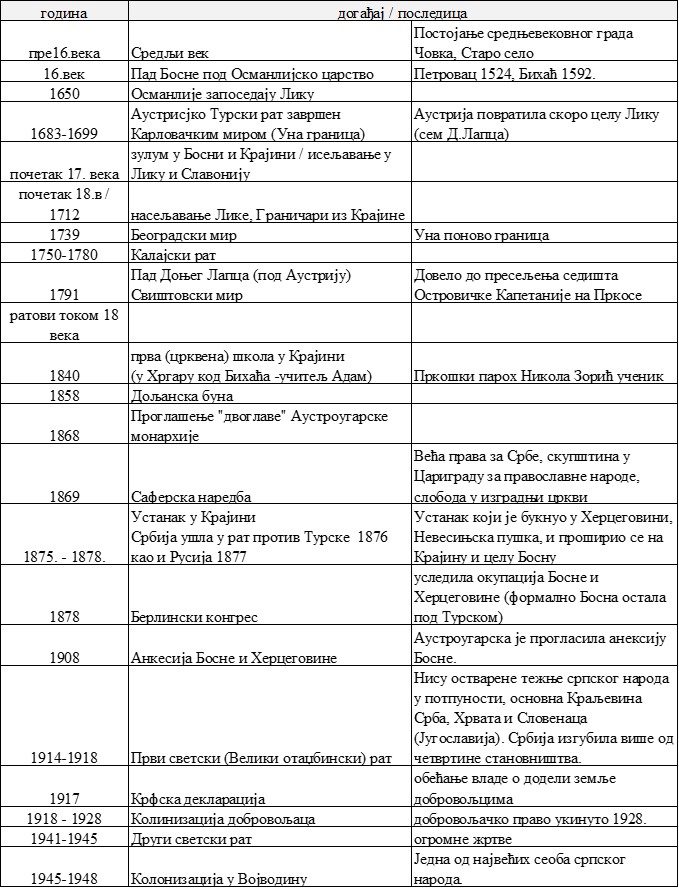 година догађај / последица
Постојање средњевековног града
пре16.века Средљи век Човка, Старо село
16.век Пад Босне под Османлијско царство Петровац 1524, Бихаћ 1592.
1650 Османлије запоседају Лику
Аустрисјко Турски рат завршен Аустрија повратила скоро целу Лику
1683-1699 Карловачким миром (Уна граница) (сем Д.Лапца)
зулум у Босни и Крајини / исељавање у
почетак 17. века Лику и Славонију
почетак 18.в /
1712 насељавање Лике, Граничари из Крајине
1739 Београдски мир Уна поново граница
1750-1780 Калајски рат
Пад Доњег Лапца (под Аустрију) Довело до пресељења седишта
1791 Свиштовски мир Островичке Капетаније на Пркосе
ратови током 18
века
прва (црквена) школа у Крајини
1840 (у Хргару код Бихаћа -учитељ Адам) Пркошки парох Никола Зорић ученик
1858 Дољанска буна
Проглашење "двоглаве" Аустроугарске
1868 монархије
Већа права за Србе, скупштина у
Цариграду за православне народе,
1869 Саферска наредба слобода у изградњи цркви
Устанак у Крајини Устанак који је букнуо у Херцеговини,
Србија ушла у рат против Турске 1876 Невесињска пушка, и проширио се на
1875. - 1878. као и Русија 1877 Крајину и целу Босну
уследила окупација Босне и
Херцеговине (формално Босна остала
1878 Берлински конгрес под Турском)
Аустроугарска је прогласила анексију
1908 Анкесија Босне и Херцеговине Босне.
Нису остварене тежње српског народа
у потпуности, основна Краљевина
Срба, Хрвата и Словенаца
(Југославија). Србија изгубила више од
1914-1918 Први светски (Велики отаџбински) рат четвртине становништва.
обећање владе о додели земље
1917 Крфска декларација добровољцима
1918 - 1928 Колинизација добровољаца добровољачко право укинуто 1928.
1941-1945 Други светски рат огромне жртве
Једна од највећих сеоба српског
1945-1948 Колонизација у Војводину народа.